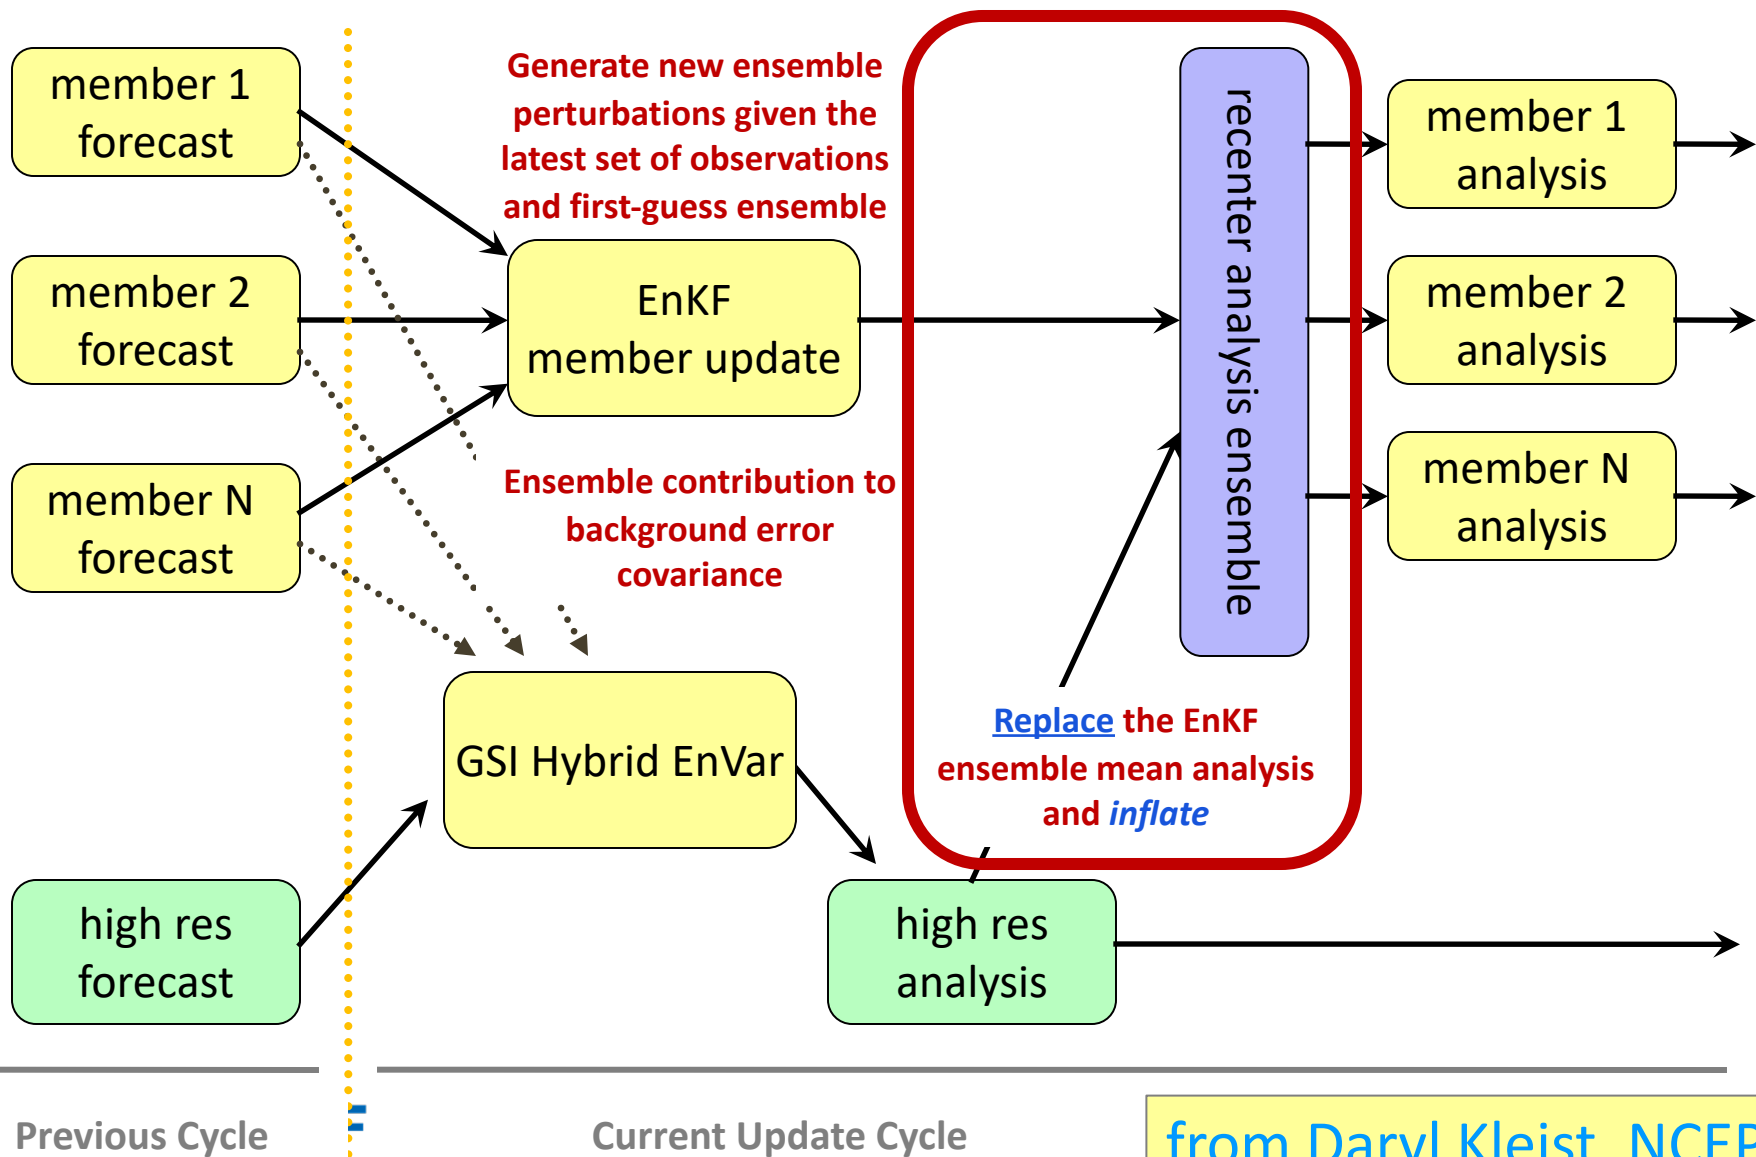 member 1
forecast
member 2
forecast
member N
forecast
high res
forecast
Generate new ensemble
perturbations given the
latest set of observations
and first-guess ensemble
EnKF
member update
Ensemble contribution to
background error
covariance
GSI Hybrid EnVar
high res
analysis
recenter analysis ensemble
Replace the EnKF
ensemble mean analysis
and inflate
member 1
analysis
member 2
analysis
member N
analysis
Previous Cycle
Current Update Cycle
from Daryl Kleist, NCEP